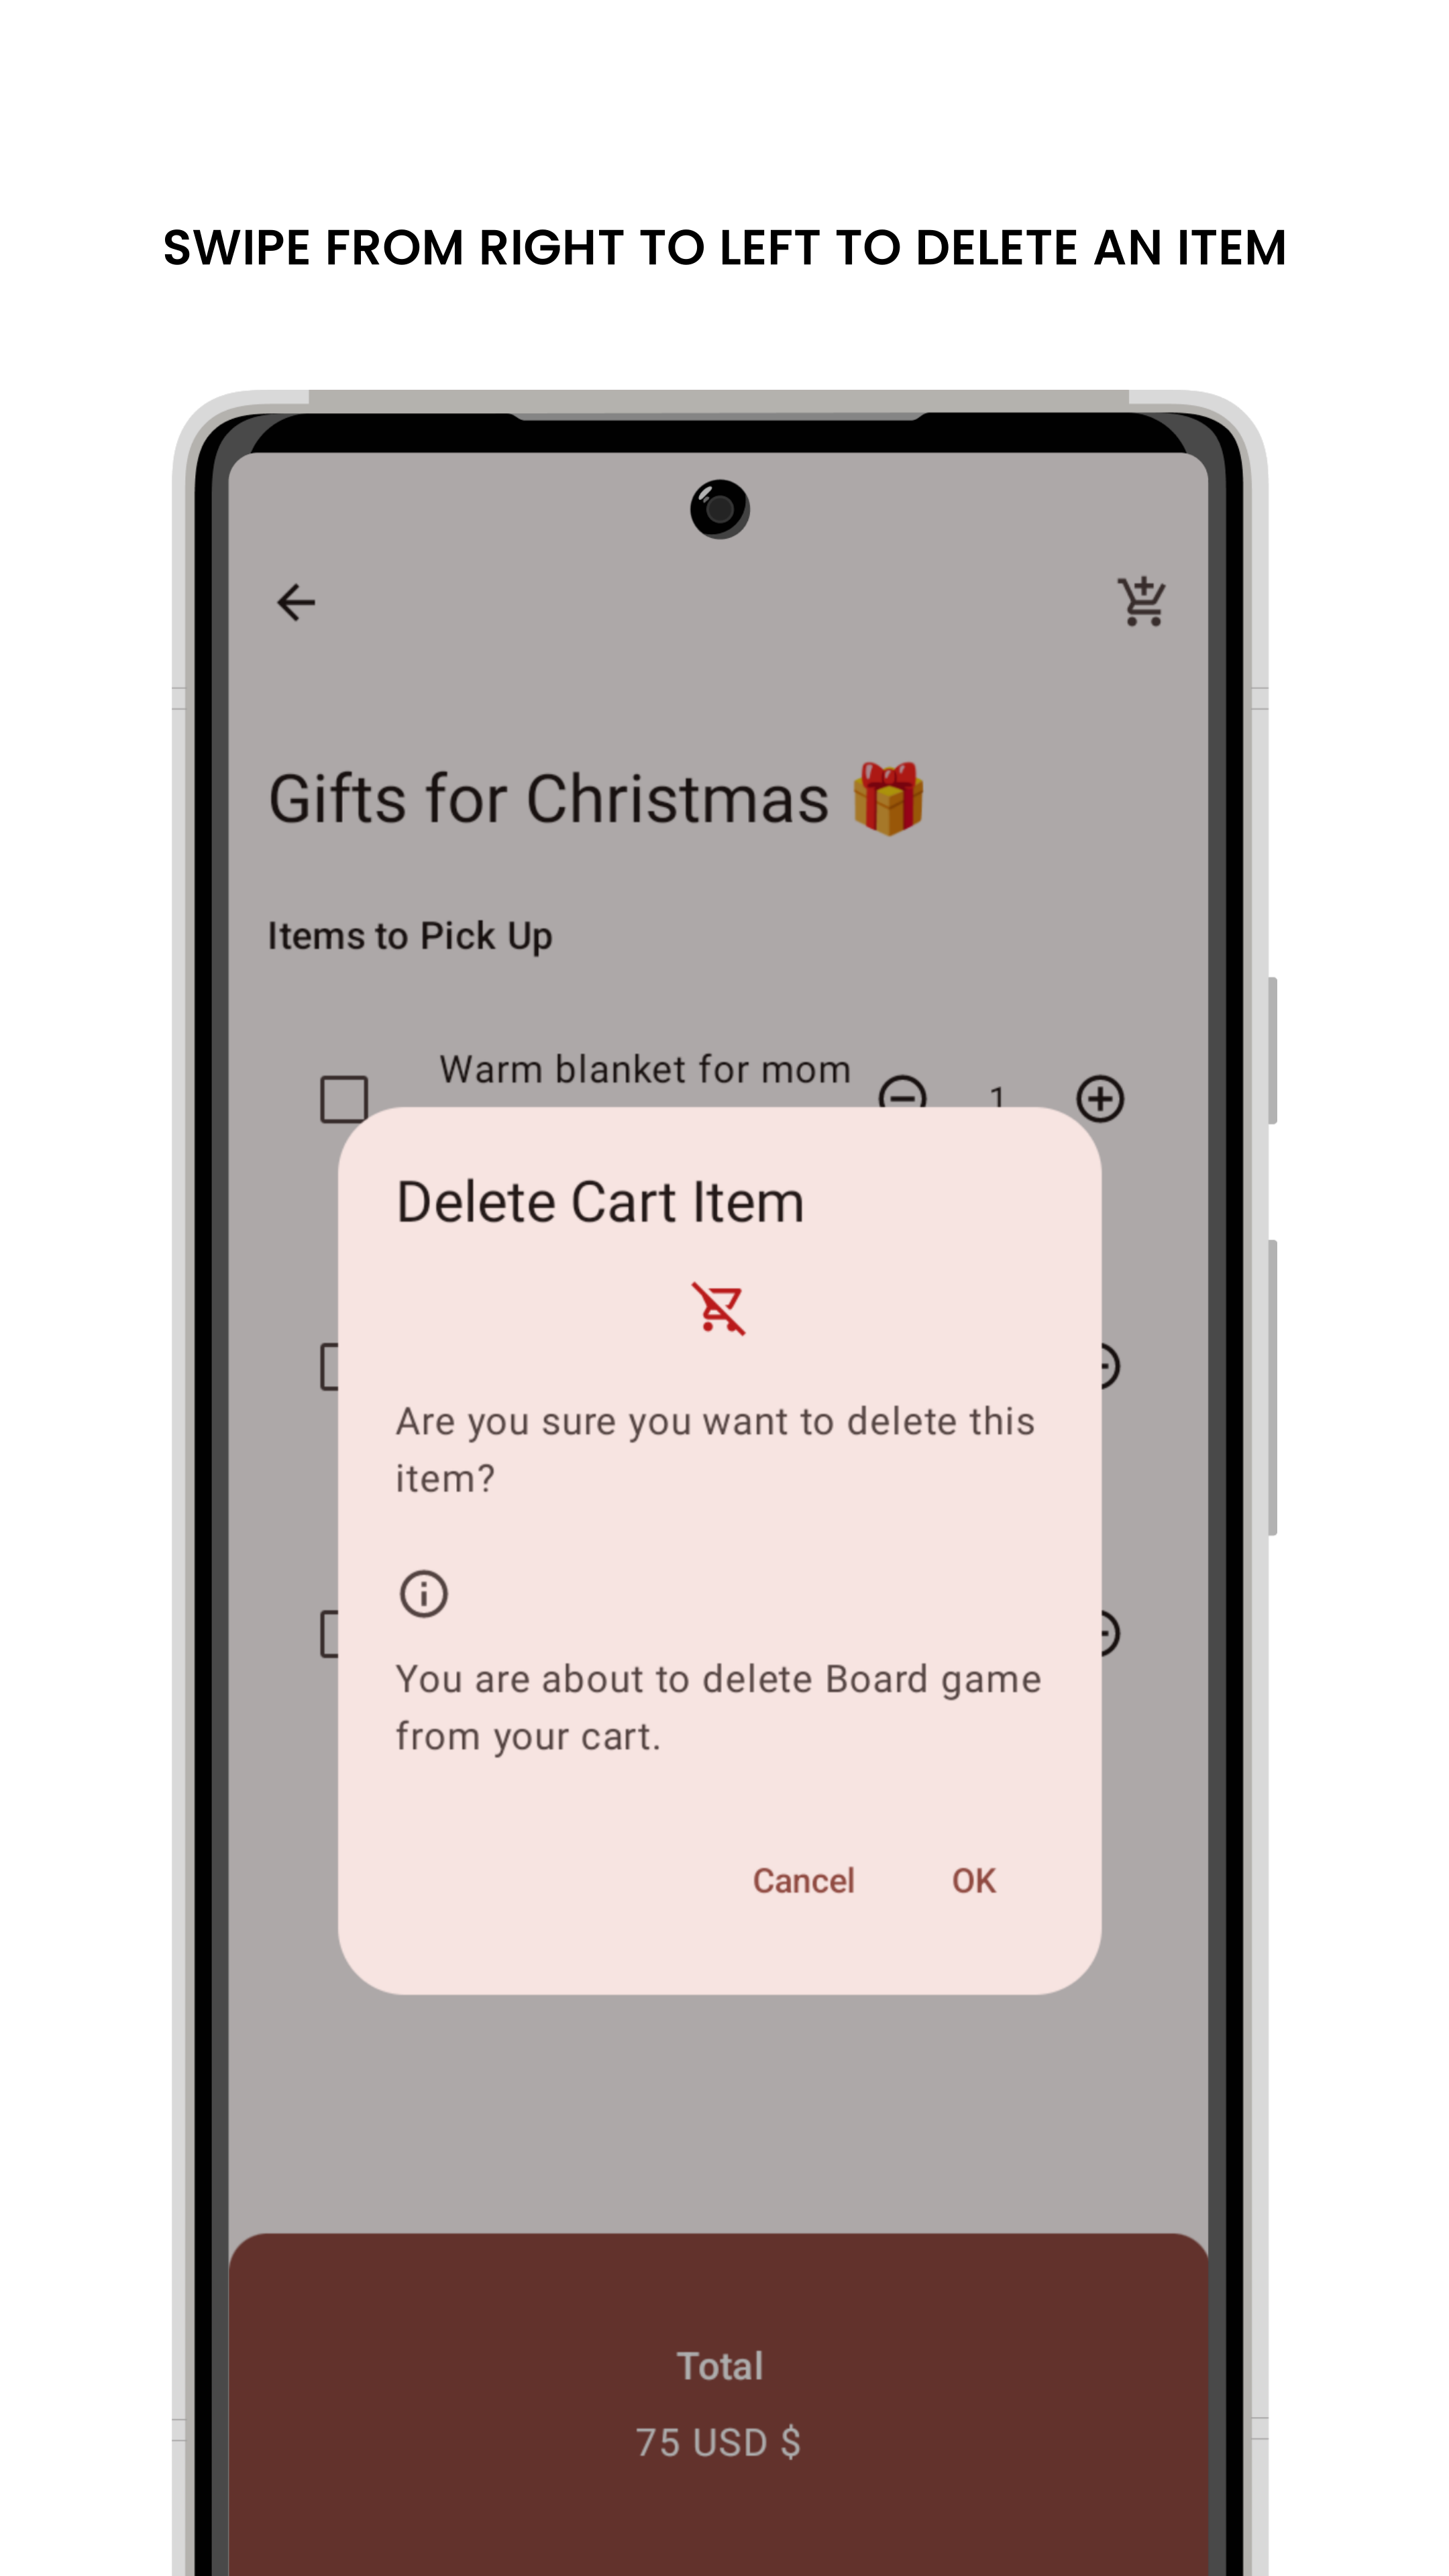 SWIPE FROM RIGHT TO LEFT TO DELETE AN ITEM
Gifts for Christmas 🎁
Items to Pick Up
Warm blanket for mom
1
Delete Cart Item
Are you sure you want to delete this
item?
You are about to delete Board game
from your cart.
Cancel OK
Total
75 USD $